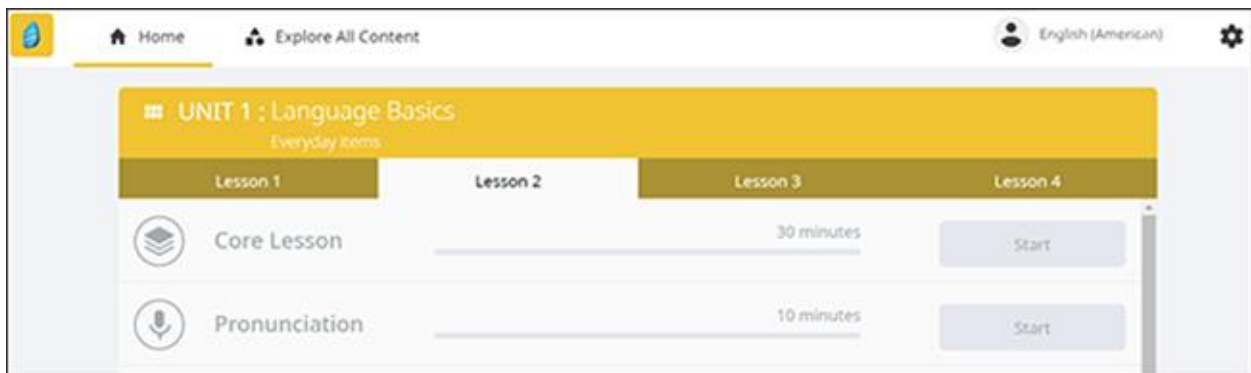 Home Explore All Content English (American)
UNIT 1 : Language Basics
Everyday items
Lesson 1 Lesson 2 Lesson 3 Lesson 4
Core Lesson 30 minutes Start
Pronunciation 10 minutes Start